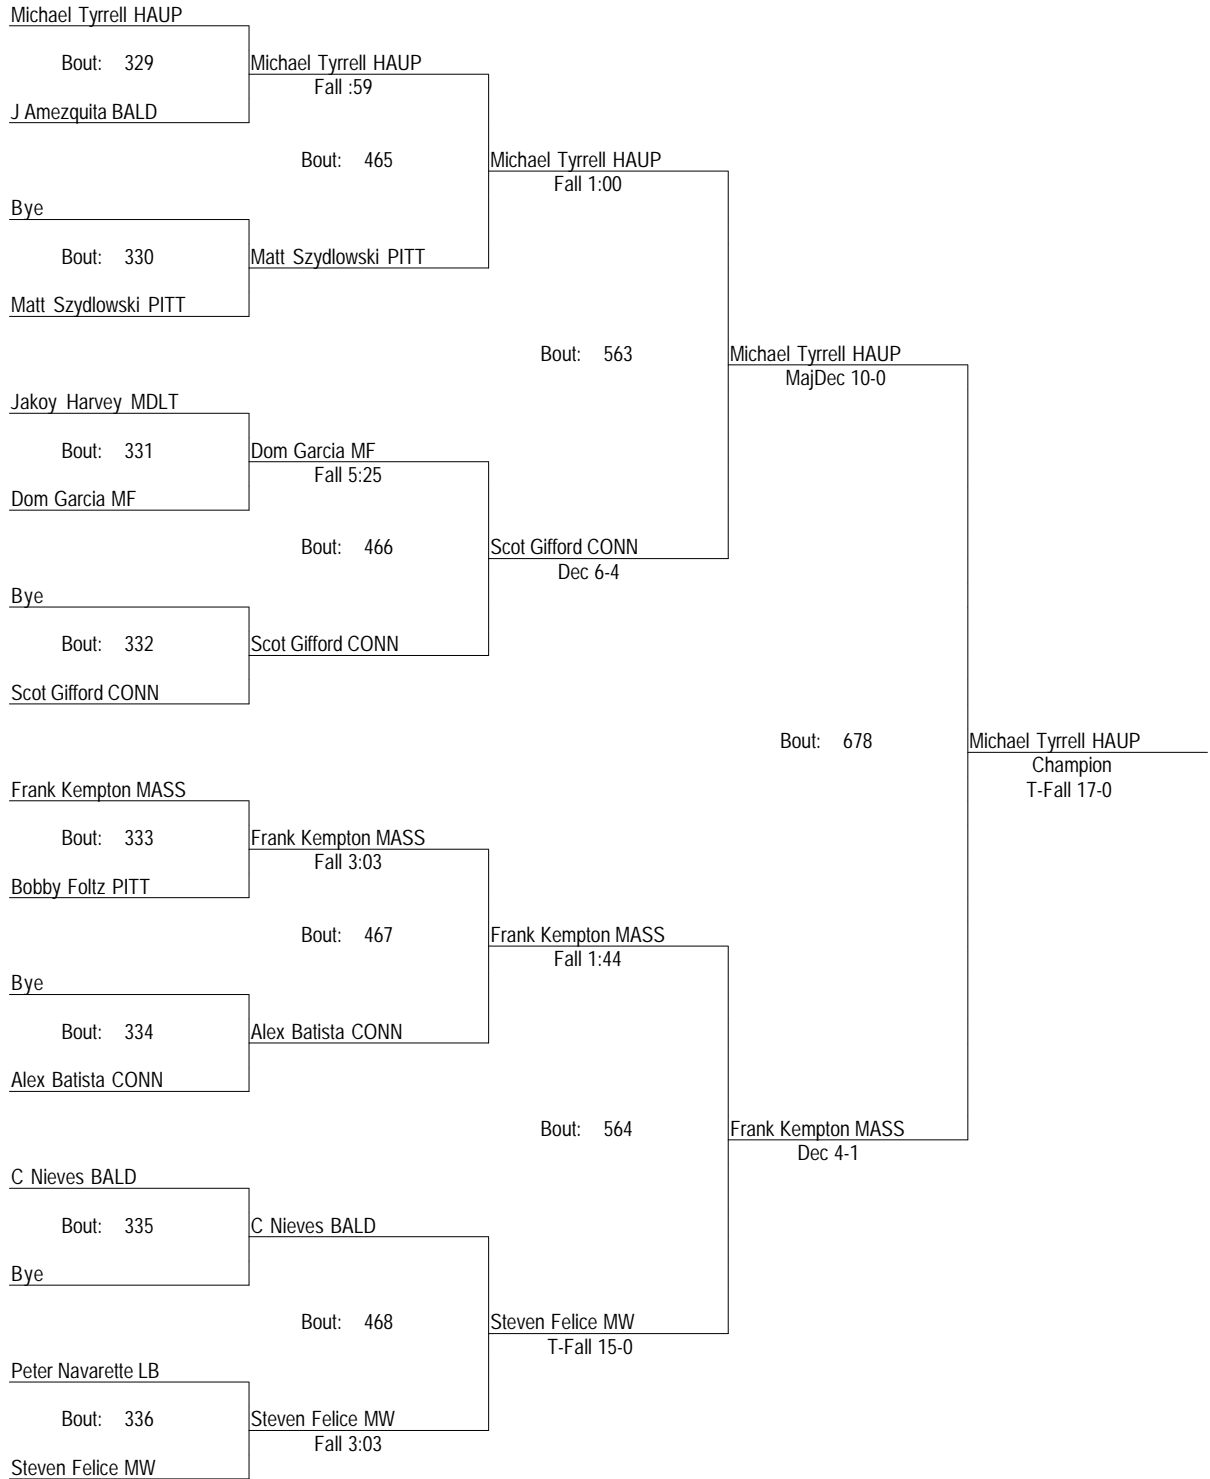 Michael Tyrrell HAUP
Bout: 329
Michael Tyrrell HAUP
Fall :59
J Amezquita BALD
Bout: 465
Michael Tyrrell HAUP
Fall 1:00
Bye
Bout: 330
Matt Szydlowski PITT
Matt Szydlowski PITT
Bout: 563
Michael Tyrrell HAUP
MajDec 10-0
Jakoy Harvey MDLT
Bout: 331
Dom Garcia MF
Fall 5:25
Dom Garcia MF
Bout: 466
Scot Gifford CONN
Dec 6-4
Bye
Bout: 332
Scot Gifford CONN
Scot Gifford CONN
Bout: 678
Michael Tyrrell HAUP
Champion
T-Fall 17-0
Frank Kempton MASS
Bout: 333
Frank Kempton MASS
Fall 3:03
Bobby Foltz PITT
Bout: 467
Frank Kempton MASS
Fall 1:44
Bye
Bout: 334
Alex Batista CONN
Alex Batista CONN
Bout: 564
Frank Kempton MASS
Dec 4-1
C Nieves BALD
Bout: 335
C Nieves BALD
Bye
Bout: 468
Steven Felice MW
T-Fall 15-0
Peter Navarette LB
Bout: 336
Steven Felice MW
Fall 3:03
Steven Felice MW